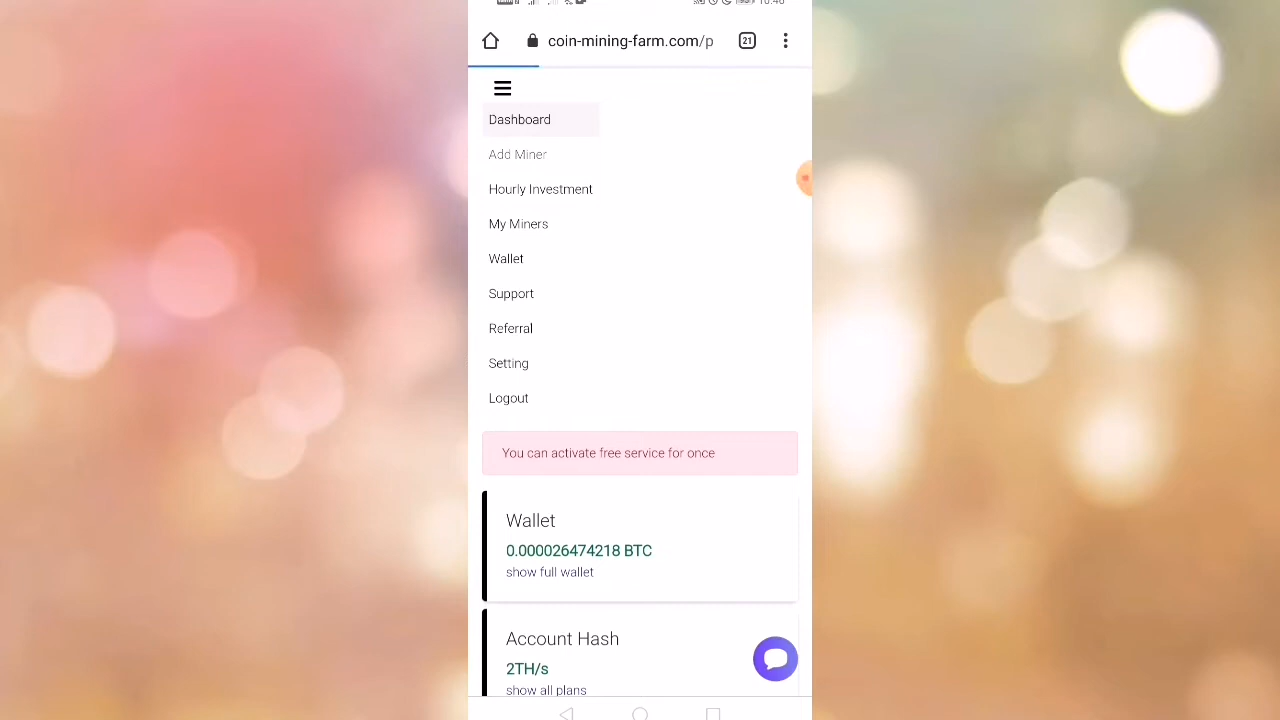 coin-mining-farm.com/p
21
Dashboard
Add Miner
Hourly Investment
My Miners
Wallet
Support
Referral
Setting
Logout
You can activate free service for once
Wallet
0.000026474218 BTC
show full wallet
Account Hash
2TH/s
show all plans